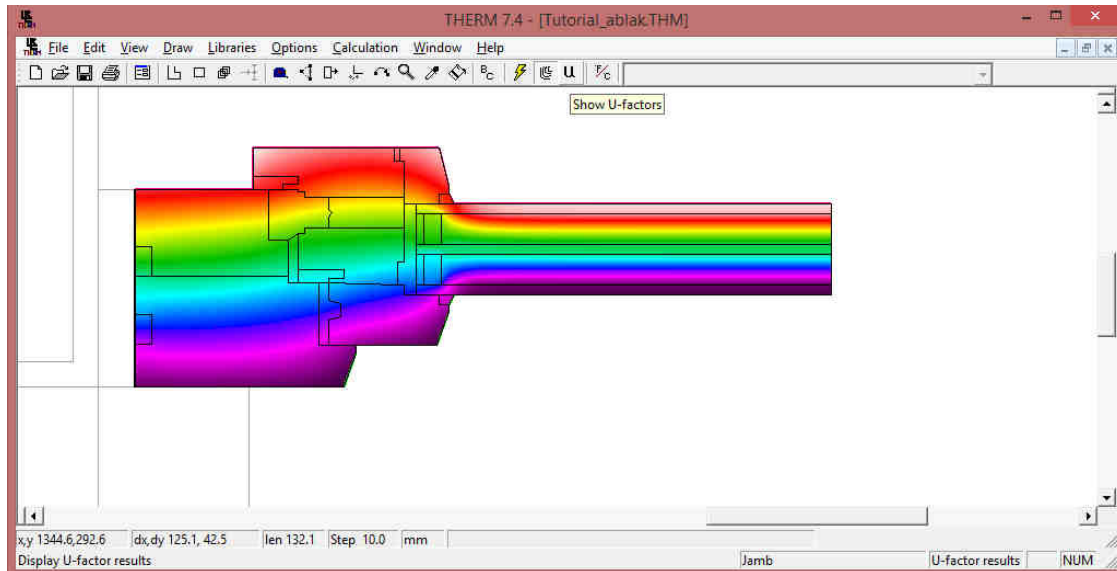 THERM 7.4 - [Tutorial_ablak.THM]
File Edit View Draw Libraries Options Calculation Window Help
BC U F/C
Show U-factors
x,y 1344.6,292.6 dx,dy 125.1, 42.5 len 132.1 Step 10.0 mm
Display U-factor results Jamb U-factor results NUM